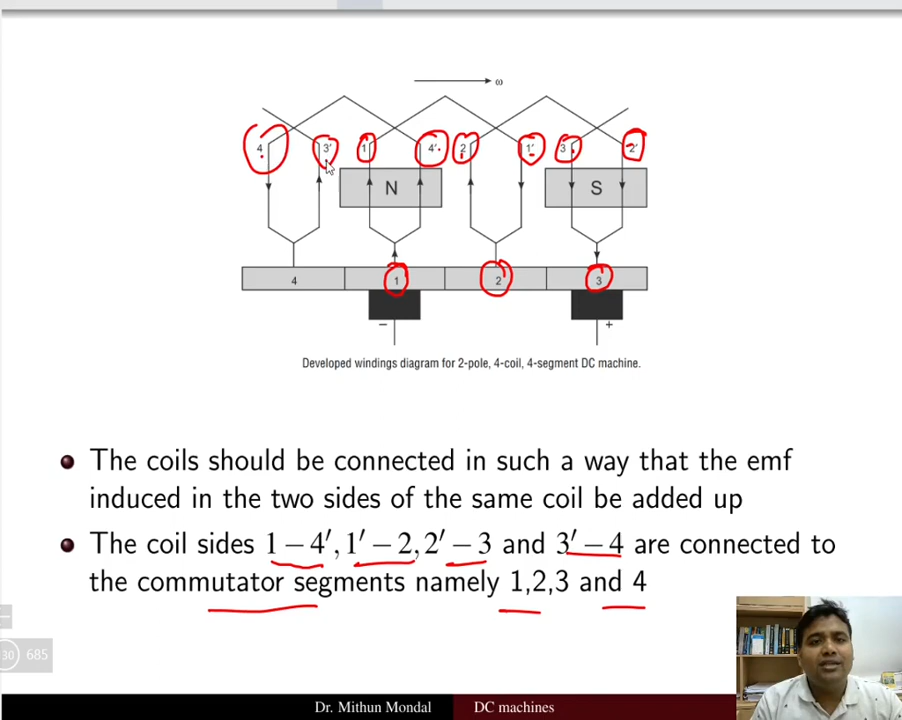 ω
4 3′ 1 4′ 2 1′ 3 2′
N S
4 1 2 3
− +
Developed windings diagram for 2-pole, 4-coil, 4-segment DC machine.
The coils should be connected in such a way that the emf
induced in the two sides of the same coil be added up
The coil sides 1 − 4′, 1′ − 2, 2′ − 3 and 3′ − 4 are connected to
the commutator segments namely 1,2,3 and 4
30 685
Dr. Mithun Mondal DC machines